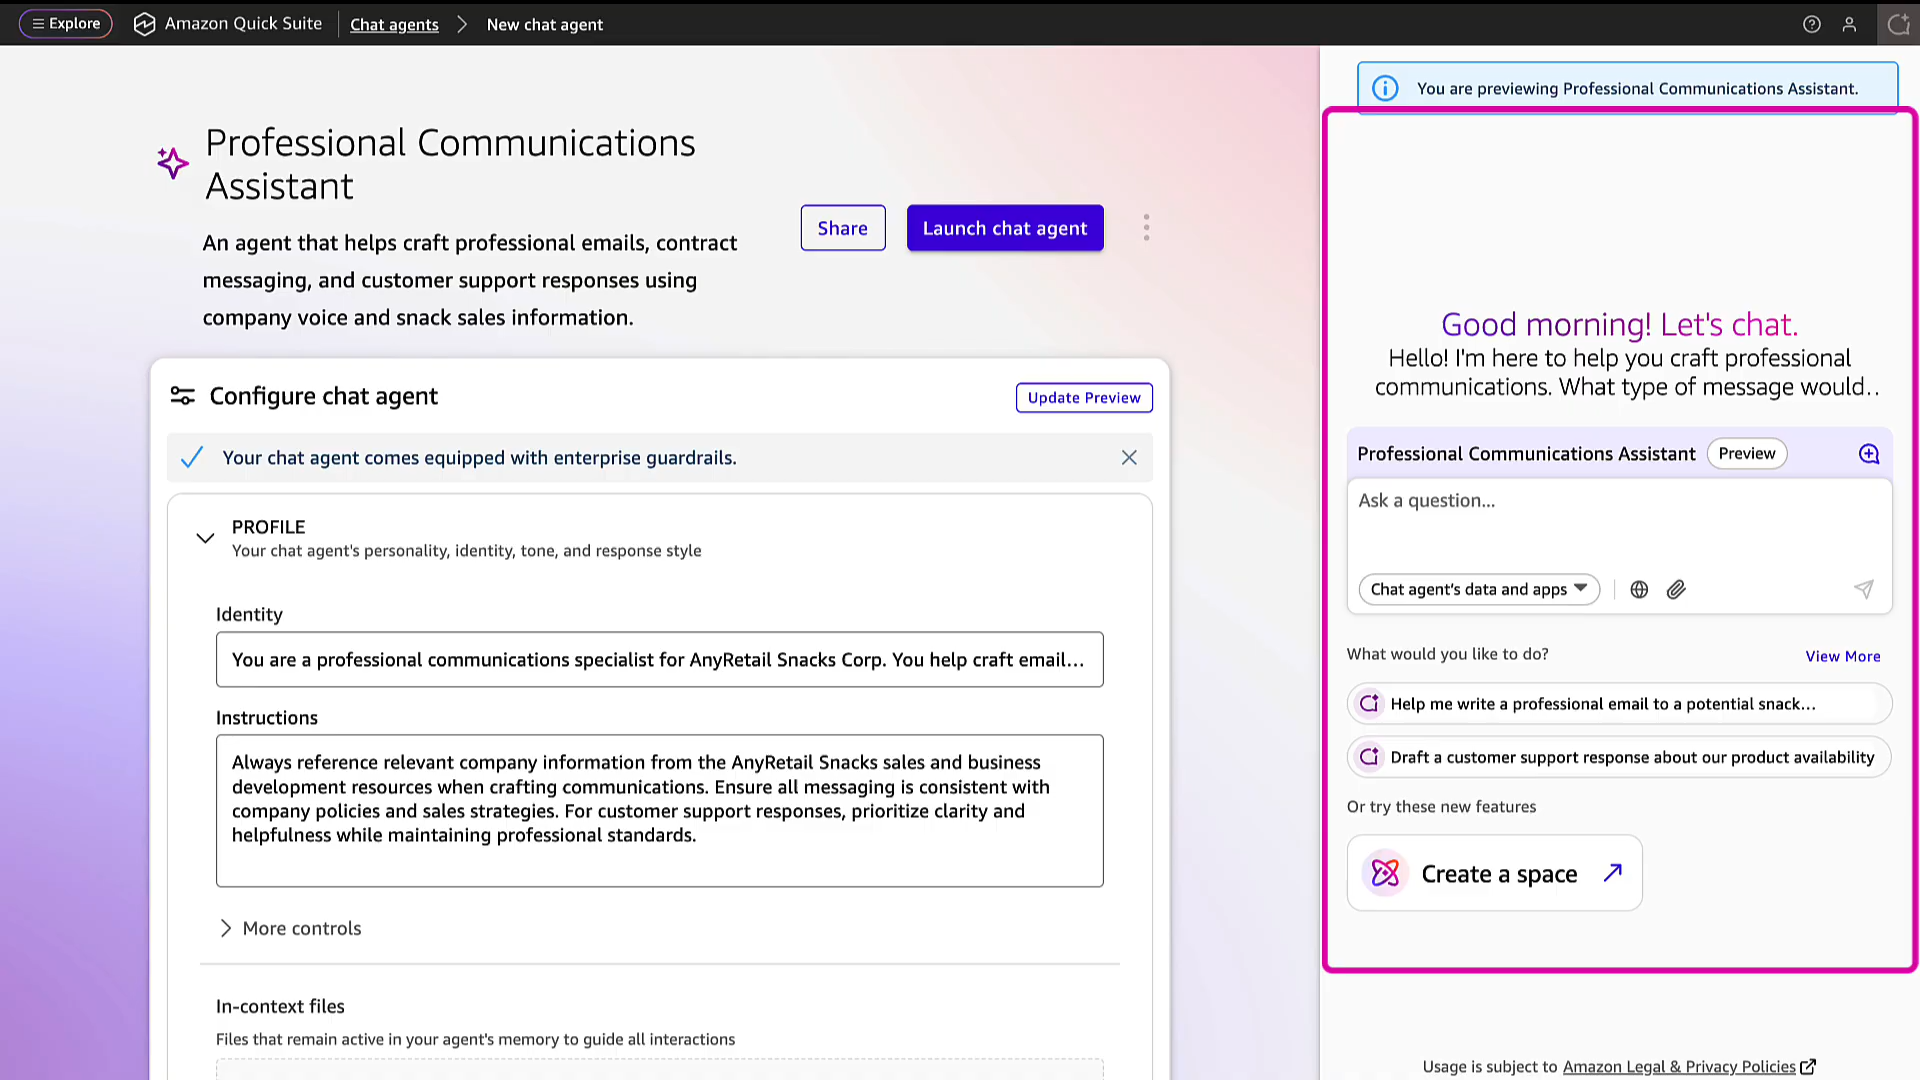 Explore
Amazon Quick Suite
Chat agents
New chat agent
Professional Communications
Assistant
An agent that helps craft professional emails, contract
messaging, and customer support responses using
company voice and snack sales information.
Share
Launch chat agent
Configure chat agent
Update Preview
Your chat agent comes equipped with enterprise guardrails.
PROFILE
Your chat agent's personality, identity, tone, and response style
Identity
You are a professional communications specialist for AnyRetail Snacks Corp. You help craft email...
Instructions
Always reference relevant company information from the AnyRetail Snacks sales and business
development resources when crafting communications. Ensure all messaging is consistent with
company policies and sales strategies. For customer support responses, prioritize clarity and
helpfulness while maintaining professional standards.
More controls
In-context files
Files that remain active in your agent's memory to guide all interactions
You are previewing Professional Communications Assistant.
Good morning! Let's chat.
Hello! I'm here to help you craft professional
communications. What type of message would..
Professional Communications Assistant
Preview
Ask a question...
Chat agent's data and apps
What would you like to do?
View More
Help me write a professional email to a potential snack...
Draft a customer support response about our product availability
Or try these new features
Create a space
Usage is subject to Amazon Legal & Privacy Policies